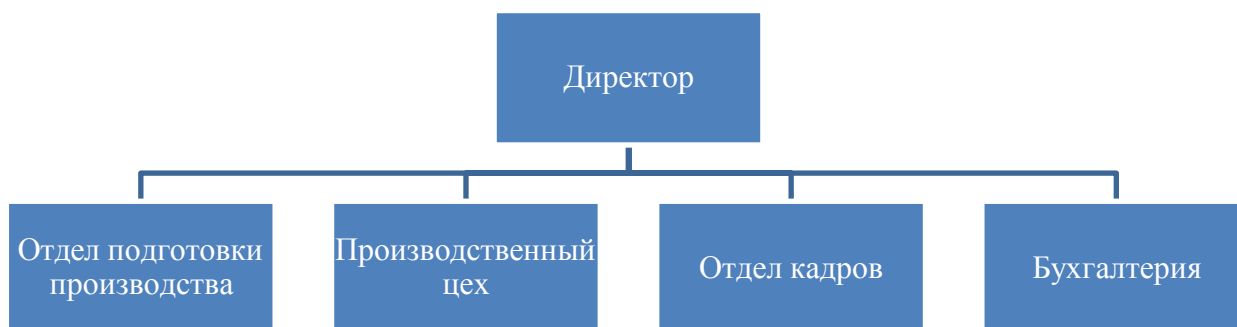 Директор
Отдел подготовки
производства
Производственный
цех
Отдел кадров
Бухгалтерия